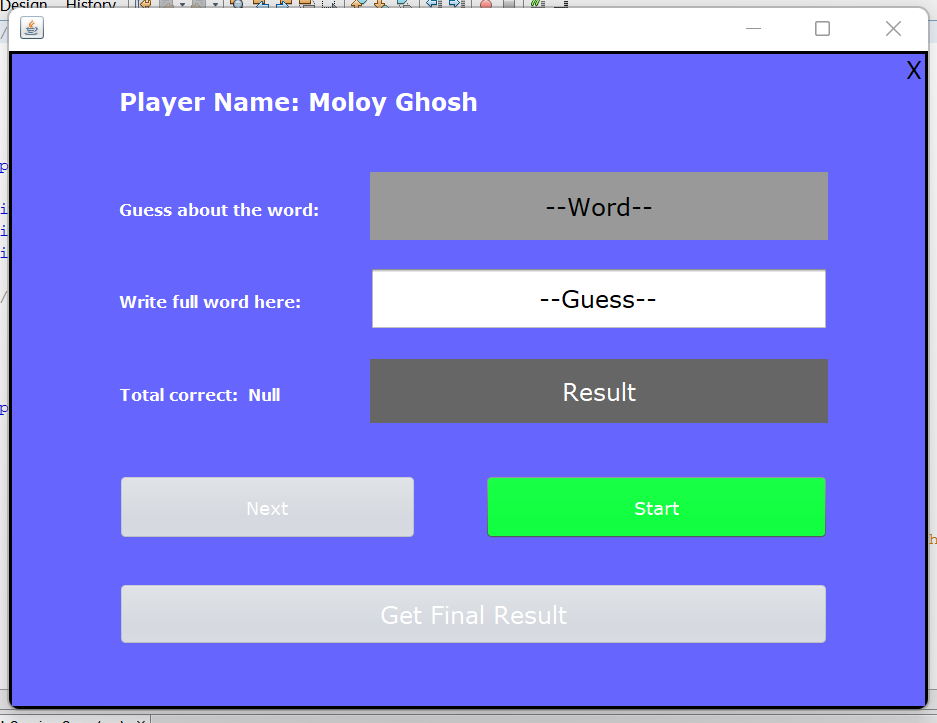 Design History
X
Player Name: Moloy Ghosh
Guess about the word: --Word--
Write full word here: --Guess--
Total correct: Null Result
Next Start
Get Final Result